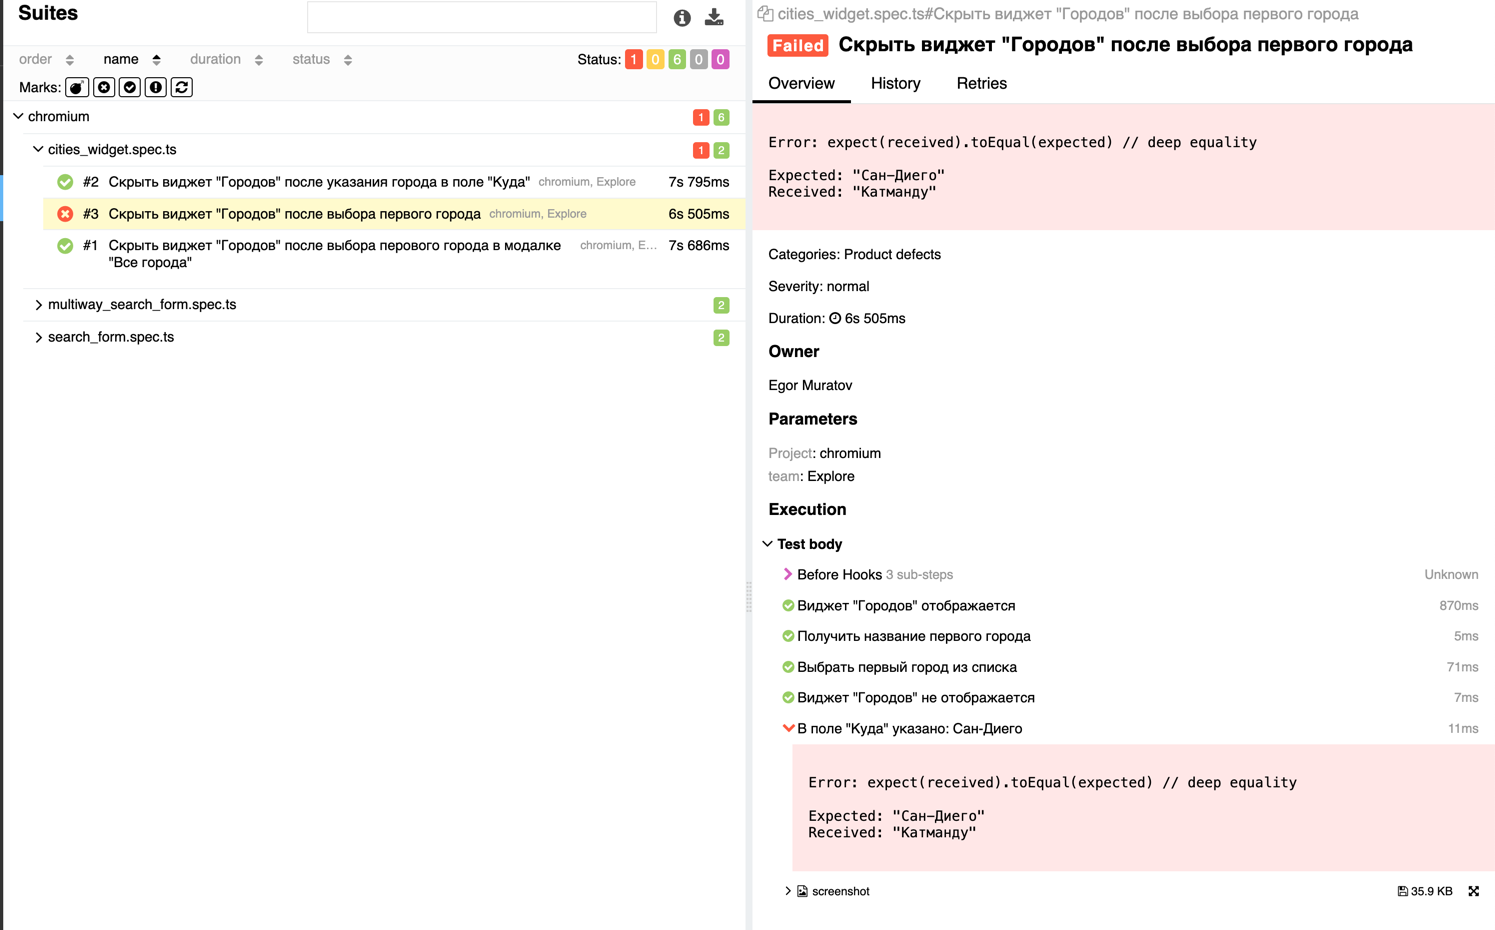 Suites
order name duration status Status: 1 0 6 0 0
Marks:
chromium 1 6
cities_widget.spec.ts 1 2
#2 Скрыть виджет "Городов" после указания города в поле "Куда" chromium, Explore 7s 795ms
#3 Скрыть виджет "Городов" после выбора первого города chromium, Explore 6s 505ms
#1 Скрыть виджет "Городов" после выбора перового города в модалке chromium, E... 7s 686ms
"Все города"
multiway_search_form.spec.ts 2
search_form.spec.ts 2
cities_widget.spec.ts#Скрыть виджет "Городов" после выбора первого города
Failed Скрыть виджет "Городов" после выбора первого города
Overview History Retries
Error: expect(received).toEqual(expected) // deep equality
Expected: "Сан-Диего"
Received: "Катманду"
Categories: Product defects
Severity: normal
Duration: 6s 505ms
Owner
Egor Muratov
Parameters
Project: chromium
team: Explore
Execution
Test body
Before Hooks 3 sub-steps Unknown
Виджет "Городов" отображается 870ms
Получить название первого города 5ms
Выбрать первый город из списка 71ms
Виджет "Городов" не отображается 7ms
В поле "Куда" указано: Сан-Диего 11ms
Error: expect(received).toEqual(expected) // deep equality
Expected: "Сан-Диего"
Received: "Катманду"
screenshot 35.9 KB